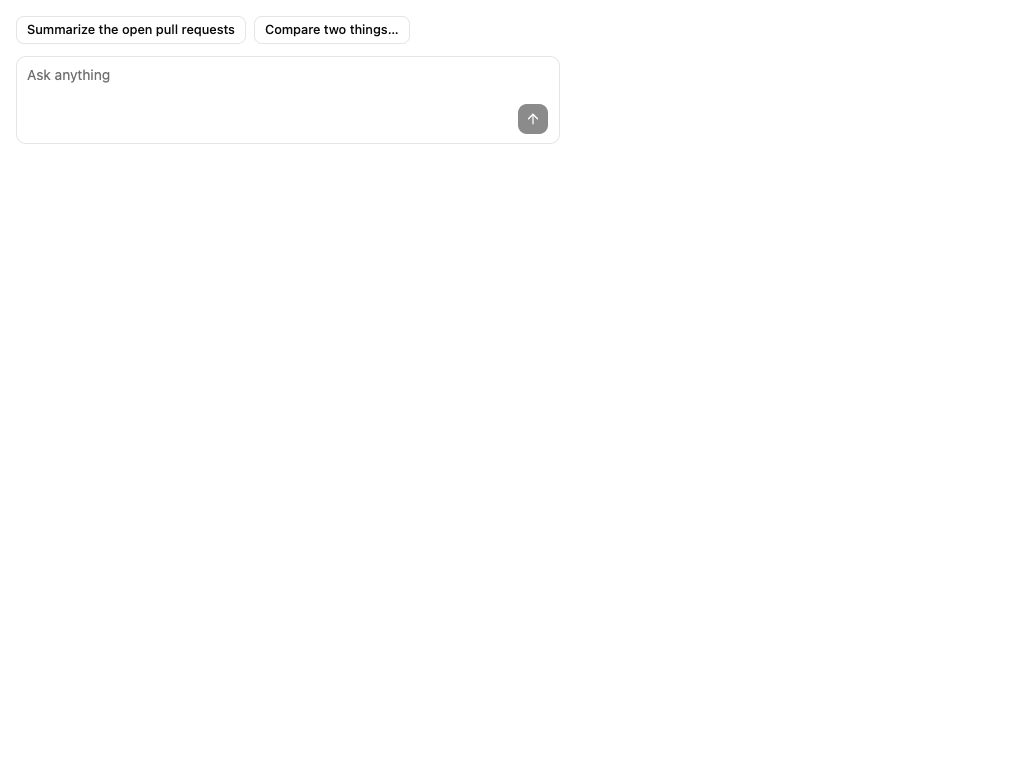 Summarize the open pull requests
Compare two things...
Ask anything